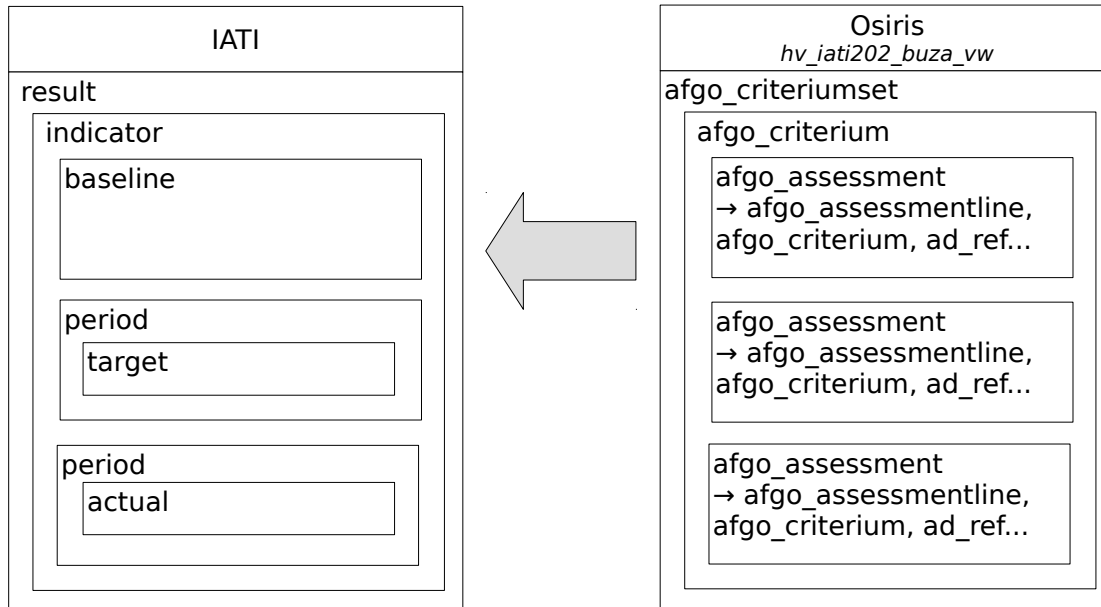 IATI
result
indicator
baseline
period
target
period
actual
Osiris
hv_iati202_buza_vw
afgo_criteriumset
afgo_criterium
afgo_assessment
→ afgo_assessmentline,
afgo_criterium, ad_ref...
afgo_assessment
→ afgo_assessmentline,
afgo_criterium, ad_ref...
afgo_assessment
→ afgo_assessmentline,
afgo_criterium, ad_ref...